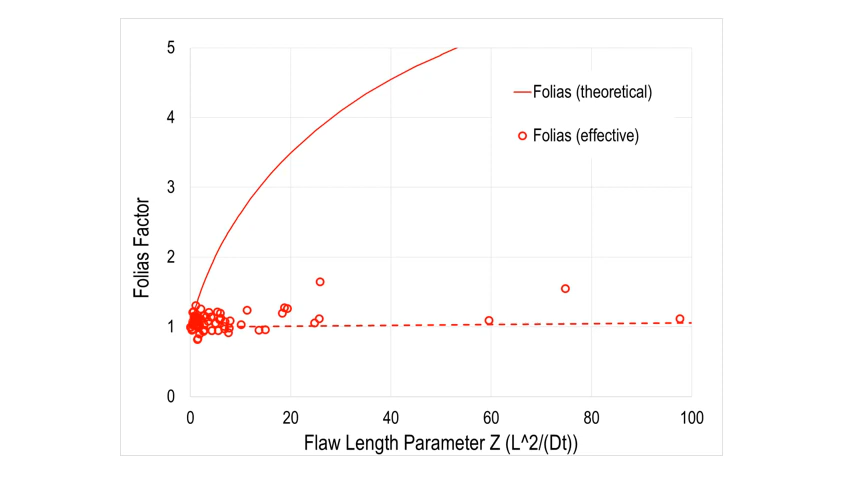 5
4
3
2
1
0
Folias Factor
Folias (theoretical)
Folias (effective)
0 20 40 60 80 100
Flaw Length Parameter Z (L^2/(Dt))